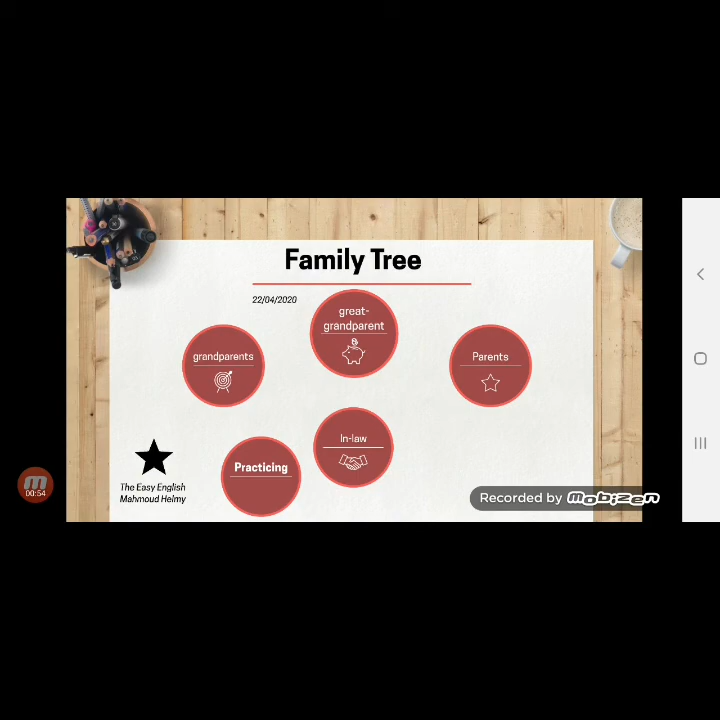 Family Tree
22/04/2020
great-
grandparent
grandparents
Parents
In-law
Practicing
The Easy English
Mahmoud Helmy
Recorded by Mobizen
00:54